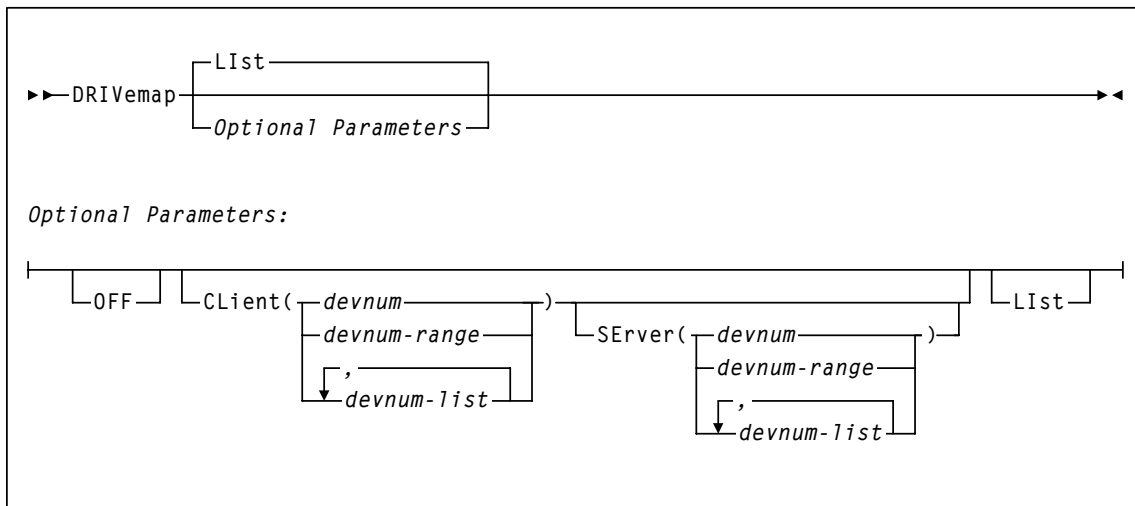 LIst
DRIVemap
Optional Parameters
Optional Parameters:
OFF CLient( devnum ) LIst
devnum-range SErver( devnum )
, devnum-range
devnum-list ,
devnum-list